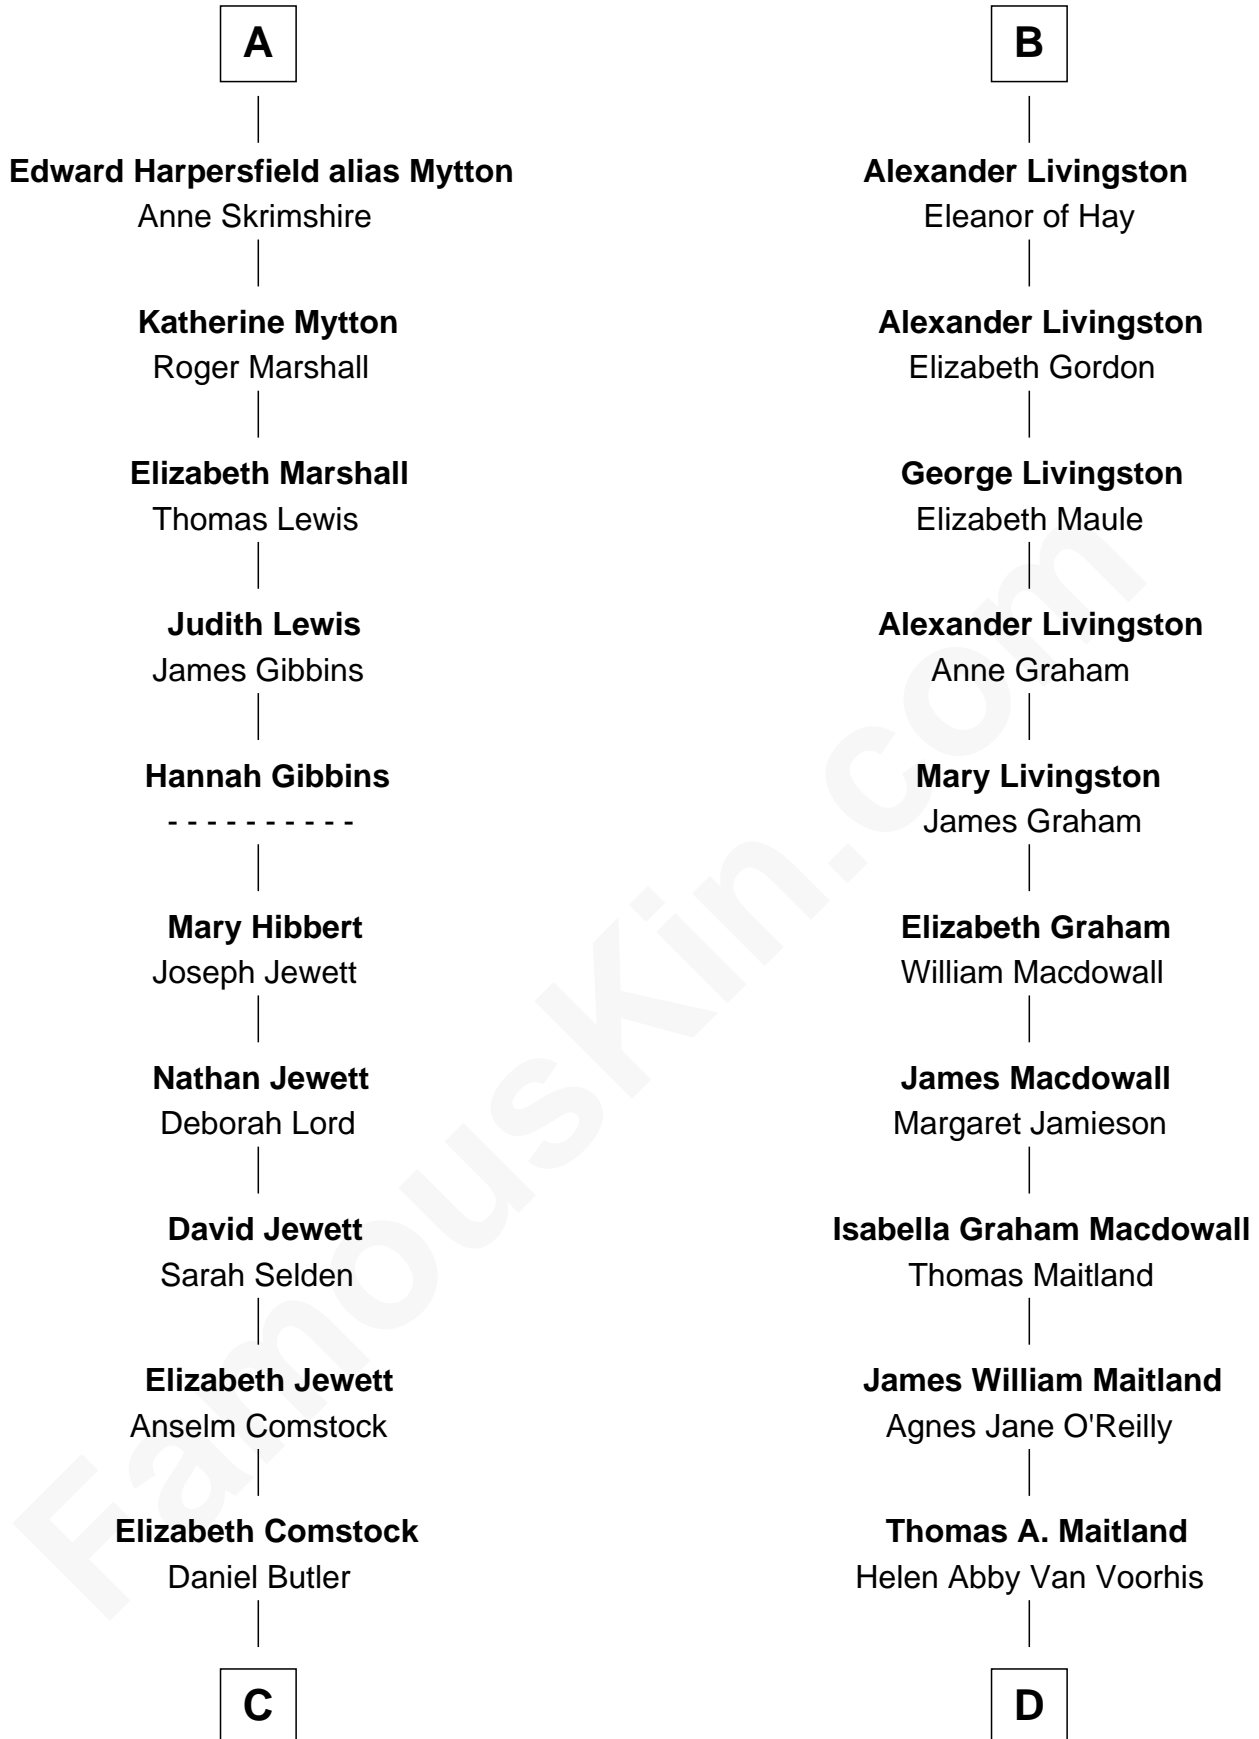 A
Edward Harpersfield alias Mytton
Anne Skrimshire
Katherine Mytton
Roger Marshall
Elizabeth Marshall
Thomas Lewis
Judith Lewis
James Gibbins
Hannah Gibbins
- - - - - - - - - -
Mary Hibbert
Joseph Jewett
Nathan Jewett
Deborah Lord
David Jewett
Sarah Selden
Elizabeth Jewett
Anselm Comstock
Elizabeth Comstock
Daniel Butler
C
B
Alexander Livingston
Eleanor of Hay
Alexander Livingston
Elizabeth Gordon
George Livingston
Elizabeth Maule
Alexander Livingston
Anne Graham
Mary Livingston
James Graham
Elizabeth Graham
William Macdowall
James Macdowall
Margaret Jamieson
Isabella Graham Macdowall
Thomas Maitland
James William Maitland
Agnes Jane O'Reilly
Thomas A. Maitland
Helen Abby Van Voorhis
D
FamousKin.com